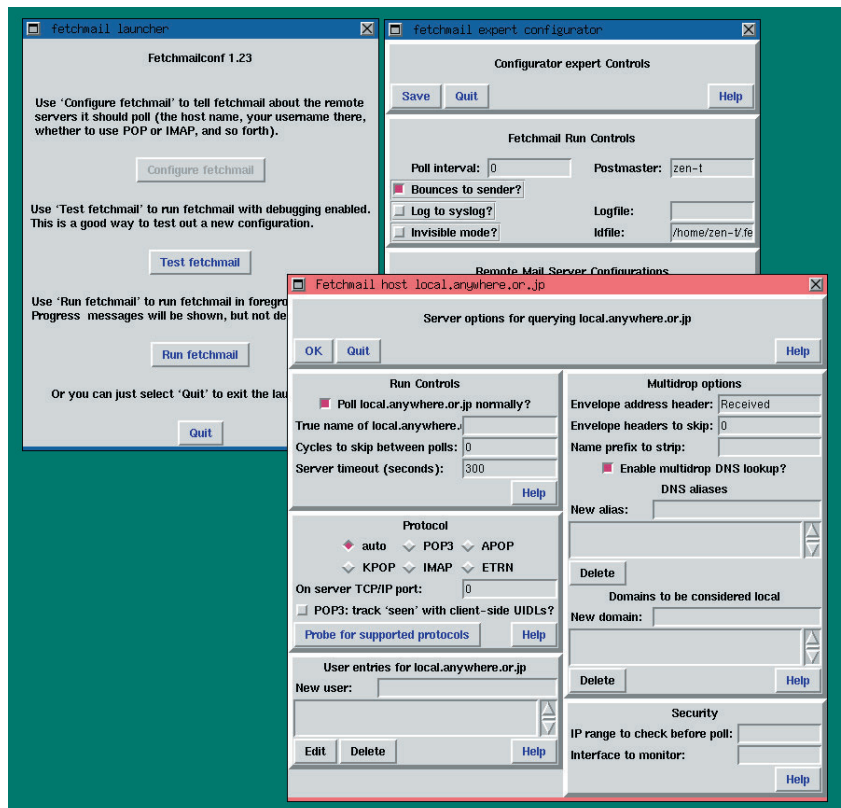 fetchmail launcher
Fetchmailconf 1.23
Use 'Configure fetchmail' to tell fetchmail about the remote
servers it should poll (the host name, your username there,
whether to use POP or IMAP, and so forth).
Configure fetchmail
Use 'Test fetchmail' to run fetchmail with debugging enabled.
This is a good way to test out a new configuration.
Test fetchmail
Use 'Run fetchmail' to run fetchmail in foregro
Progress messages will be shown, but not de
Run fetchmail
Or you can just select 'Quit' to exit the lau
Quit
fetchmail expert configurator
Configurator expert Controls
Save Quit Help
Fetchmail Run Controls
Poll interval: 0 Postmaster: zen-t
Bounces to sender?
Log to syslog? Logfile:
Invisible mode? Idfile: /home/zen-t/.fe
Remote Mail Server Configurations
Fetchmail host local.anywhere.or.jp
Server options for querying local.anywhere.or.jp
OK Quit Help
Run Controls
Poll local.anywhere.or.jp normally?
True name of local.anywhere.
Cycles to skip between polls: 0
Server timeout (seconds): 300
Help
Protocol
auto POP3 APOP
KPOP IMAP ETRN
On server TCP/IP port: 0
POP3: track 'seen' with client-side UIDLs?
Probe for supported protocols Help
User entries for local.anywhere.or.jp
New user:
Edit Delete Help
Multidrop options
Envelope address header: Received
Envelope headers to skip: 0
Name prefix to strip:
Enable multidrop DNS lookup?
DNS aliases
New alias:
Delete
Domains to be considered local
New domain:
Delete Help
Security
IP range to check before poll:
Interface to monitor:
Help